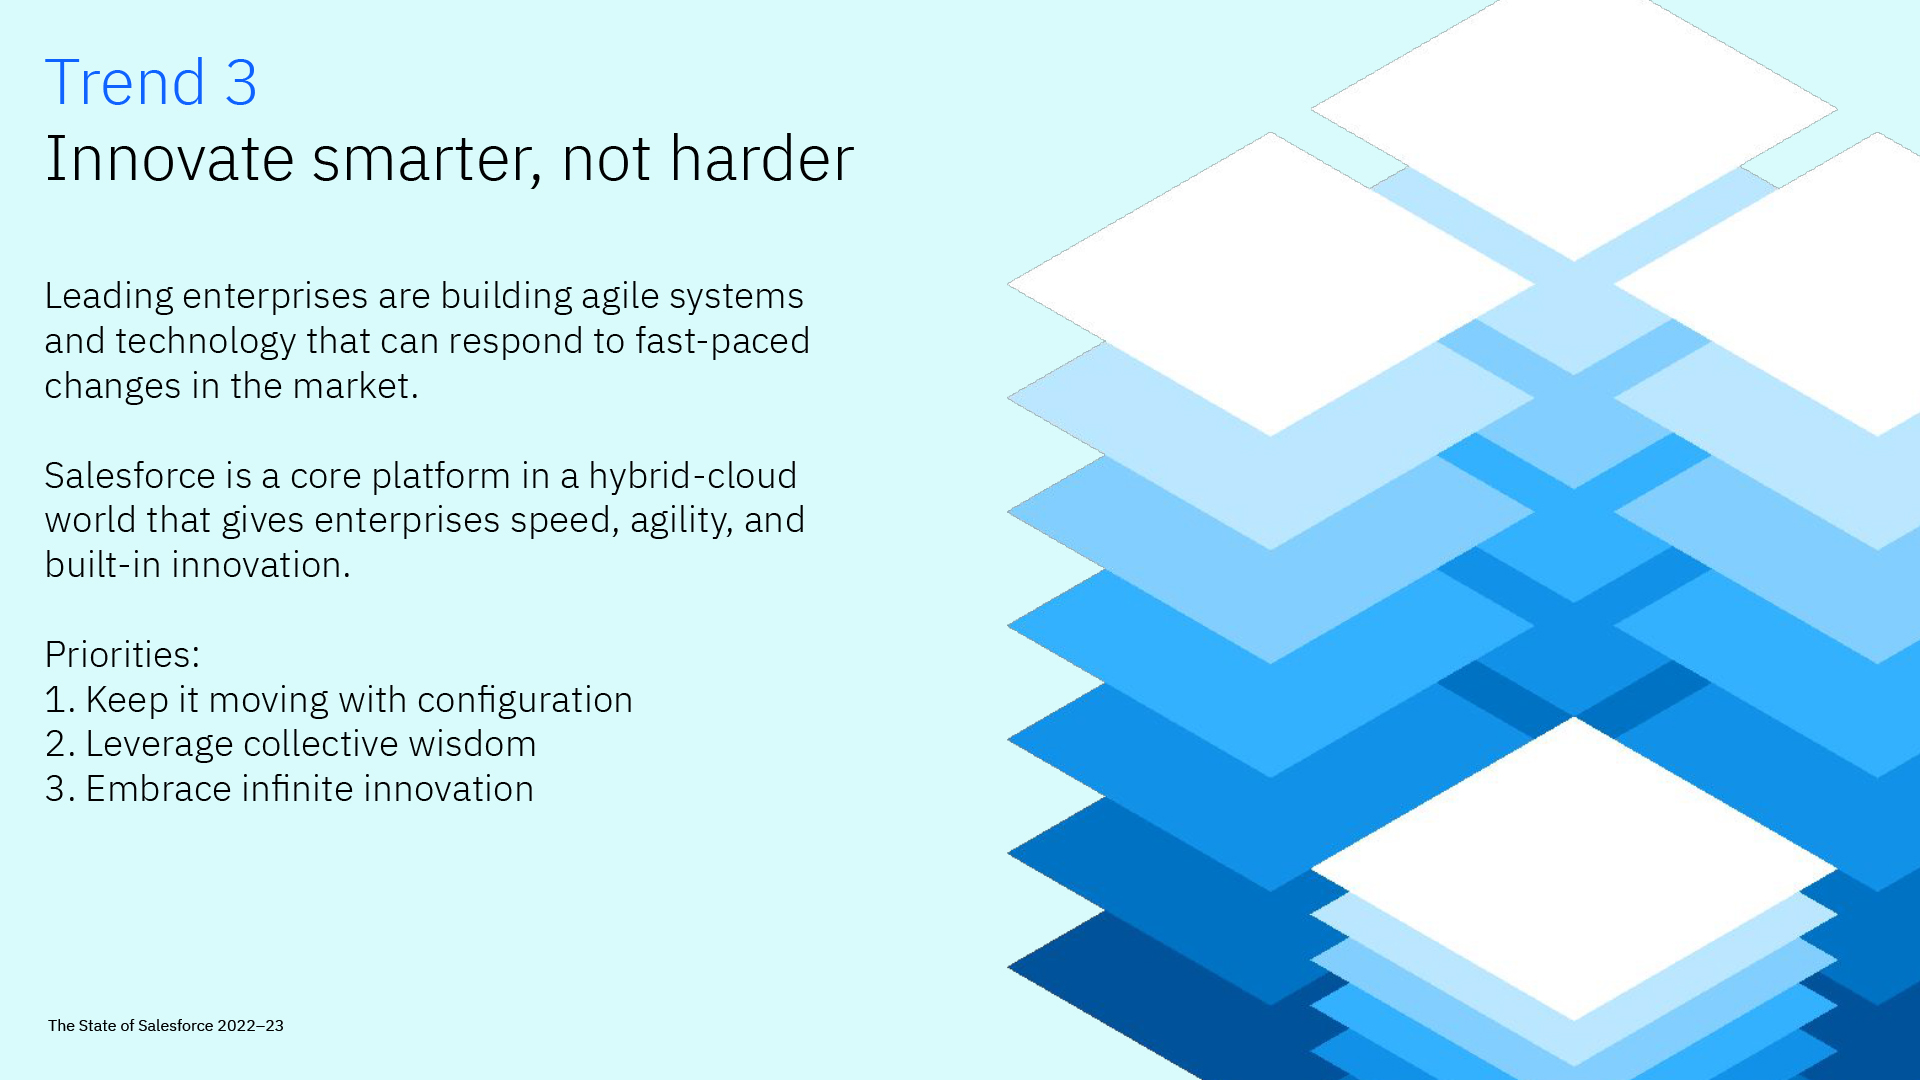 Trend 3
Innovate smarter, not harder
Leading enterprises are building agile systems
and technology that can respond to fast-paced
changes in the market.
Salesforce is a core platform in a hybrid-cloud
world that gives enterprises speed, agility, and
built-in innovation.
Priorities:
1. Keep it moving with configuration
2. Leverage collective wisdom
3. Embrace infinite innovation
The State of Salesforce 2022–23